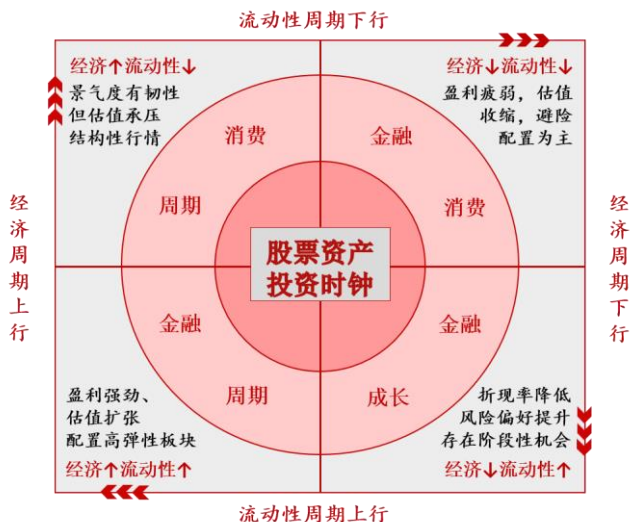 流动性周期下行
经济↑流动性↓
景气度有韧性
但估值承压
结构性行情
经济↓流动性↓
盈利疲弱，估值
收缩，避险
配置为主
消费
金融
周期
消费
经济周期上行
股票资产
投资时钟
经济周期下行
金融
金融
周期
成长
盈利强劲、
估值扩张
配置高弹性板块
经济↑流动性↑
折现率降低
风险偏好提升
存在阶段性机会
经济↓流动性↑
流动性周期上行